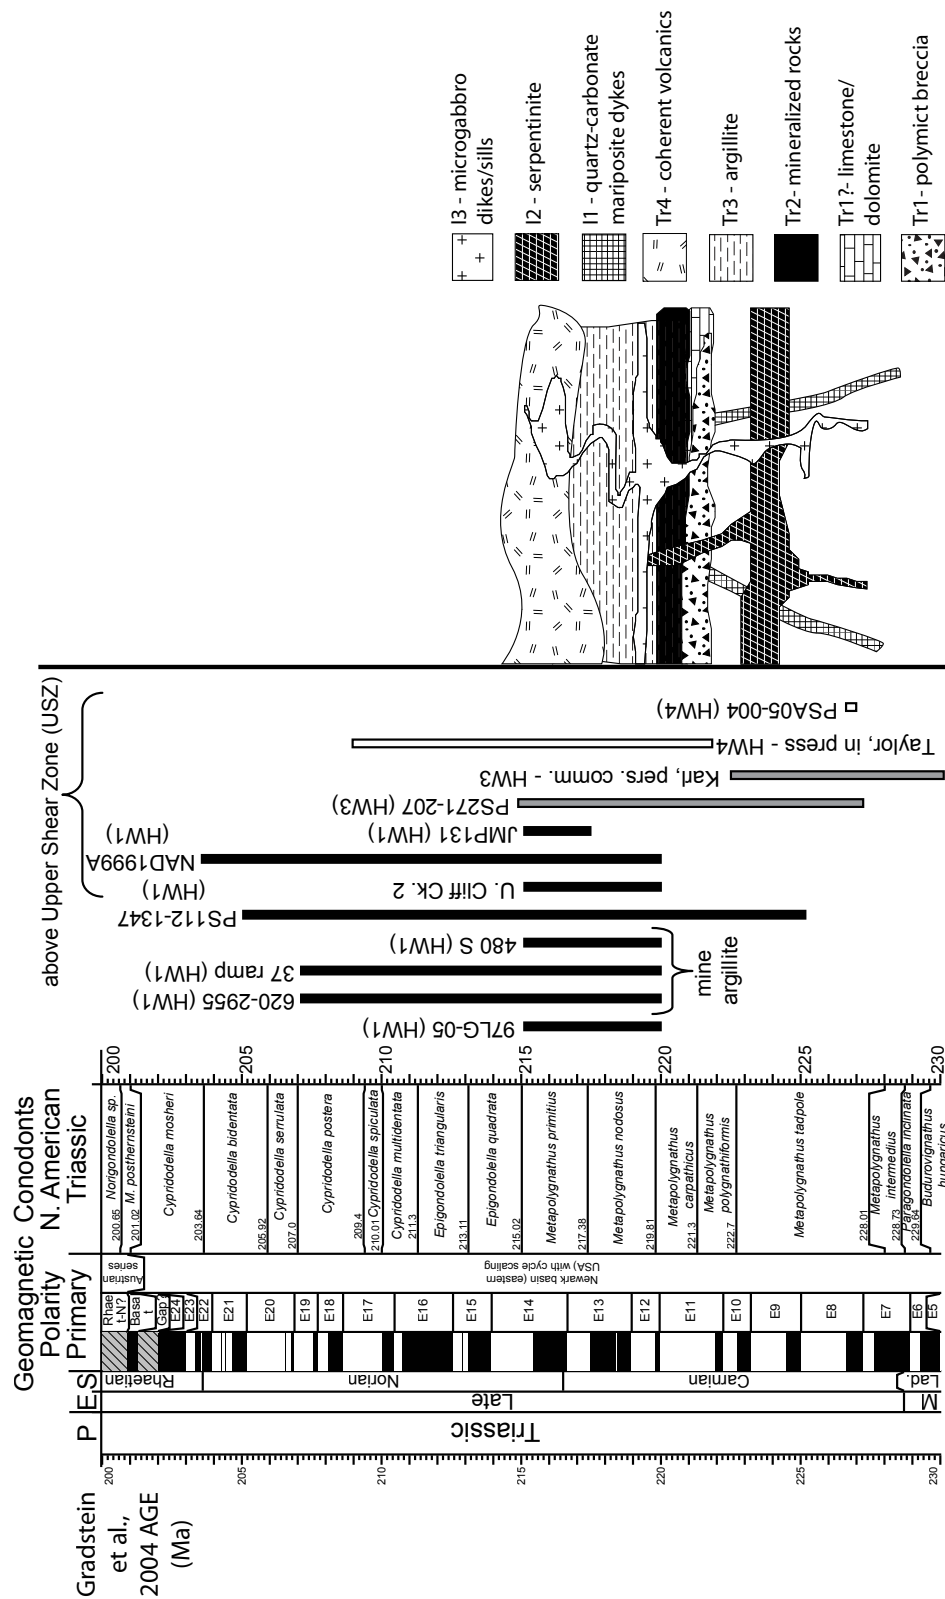 Gradstein
et al.,
2004 AGE
(Ma)
P
E
S
Geomagnetic
Polarity
Primary
Conodonts
N. American
Triassic
200
205
210
215
220
225
230
Triassic
Late
M
Rhaetian
Norian
Carnian
Lad.
Rhae
t-N?
Basa
t
Gap?
E24
E23
E22
E21
E20
E19
E18
E17
E16
E15
E14
E13
E12
E11
E10
E9
E8
E7
E6
E5
Austrian
series
Newark basin (eastern
USA) with cycle scaling
200.65
Norigondolella sp.
201.02
M. posthernsteini
Cypridodella mosheri
203.64
Cypridodella bidentata
205.92
Cypridodella serrulata
207.0
Cypridodella postera
209.4
Cypridodella spiculata
210.01
Cypridodella multidentata
211.3
Epigondolella triangularis
213.11
Epigondolella quadrata
215.02
Metapolygnathus primitius
217.38
Metapolygnathus nodosus
219.81
Metapolygnathus
carpathicus
221.3
Metapolygnathus
polygnathiformis
222.7
Metapolygnathus tadpole
228.01
Metapolygnathus
intermedius
228.73
Paragondolella inclinata
229.64
Budurovignathus
hungaricus
200
205
210
215
220
225
230
97LG-05 (HW1)
620-2955 (HW1)
37 ramp (HW1)
480 S (HW1)
mine
argillite
PS112-1347
U. Cliff Ck. 2
(HW1)
NAD1999A
(HW1)
JMP131 (HW1)
PS271-207 (HW3)
Karl, pers. comm. - HW3
Taylor, in press - HW4
PSA05-004 (HW4)
above Upper Shear Zone (USZ)
I3 - microgabbro
dikes/sills
I2 - serpentinite
I1 - quartz-carbonate
mariposite dykes
Tr4 - coherent volcanics
Tr3 - argillite
Tr2- mineralized rocks
Tr1?- limestone/
dolomite
Tr1- polymict breccia